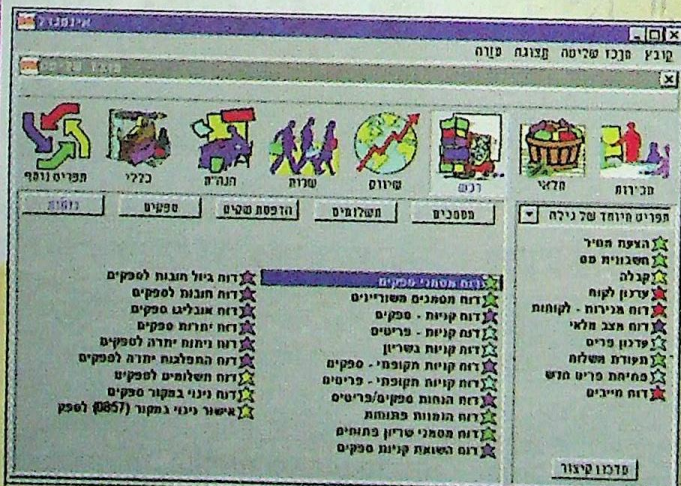 אינטגרל
קובץ מרכז שליטה תצוגה עזרה
מרכז שליטה
מכירות
מלאי
רכש
שיווק
שרות
הנה"ח
כללי
תפריט נוסף
תפריט מיוחד של גילה
הצעת מחיר
חשבונית מס
קבלה
עדכון לקוח
דוח מכירות - לקוחות
דוח מצב מלאי
עדכון פריט
תעודת משלוח
פתיחת פריט חדש
דוח חייבים
עדכון קיצור
מסמכים
תשלומים
הדפסת שקים
ספקים
דוחות
דוח מסמכי ספקים
דוח מסמכים משוריינים
דוח קניות - ספקים
דוח קניות - פריטים
דוח קניות בשריון
דוח קניות תקופתי - ספקים
דוח קניות תקופתי - פריטים
דוח הנחות ספקים/פריטים
דוח הזמנות פתוחות
דוח מסמכי שריון פתוחים
דוח השוואת קניות ספקים
דוח גיול חובות לספקים
דוח חובות לספקים
דוח אובליגו ספקים
דוח יתרות ספקים
דוח ניתוח יתרה לספקים
דוח התפלגות יתרה לספקים
דוח תשלומים לספקים
דוח ניכוי במקור ספקים
אישור ניכוי במקור (0857) לספק